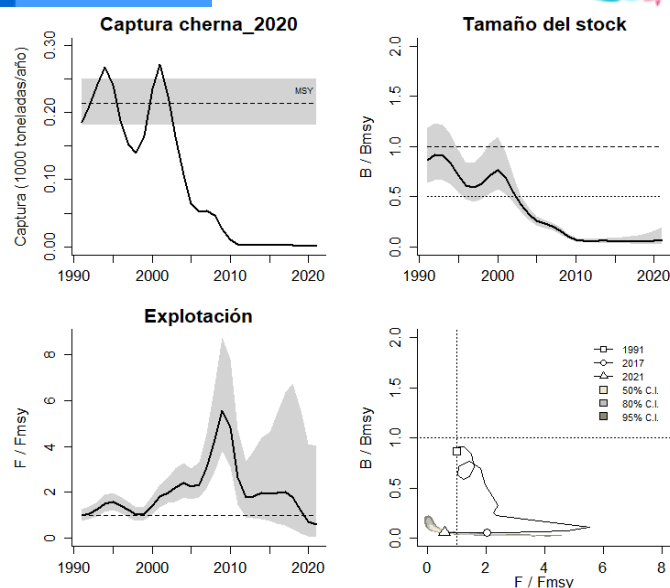 Captura cherna_2020
Captura (1000 toneladas/año)
0.00 0.10 0.20 0.30
MSY
1990 2000 2010 2020
Tamaño del stock
B / Bmsy
0.0 0.5 1.0 1.5 2.0
1990 2000 2010 2020
Explotación
F / Fmsy
0 2 4 6 8
1990 2000 2010 2020
B / Bmsy
0.0 0.5 1.0 1.5 2.0
1991
2017
2021
50% C.I.
80% C.I.
95% C.I.
0 2 4 6 8
F / Fmsy